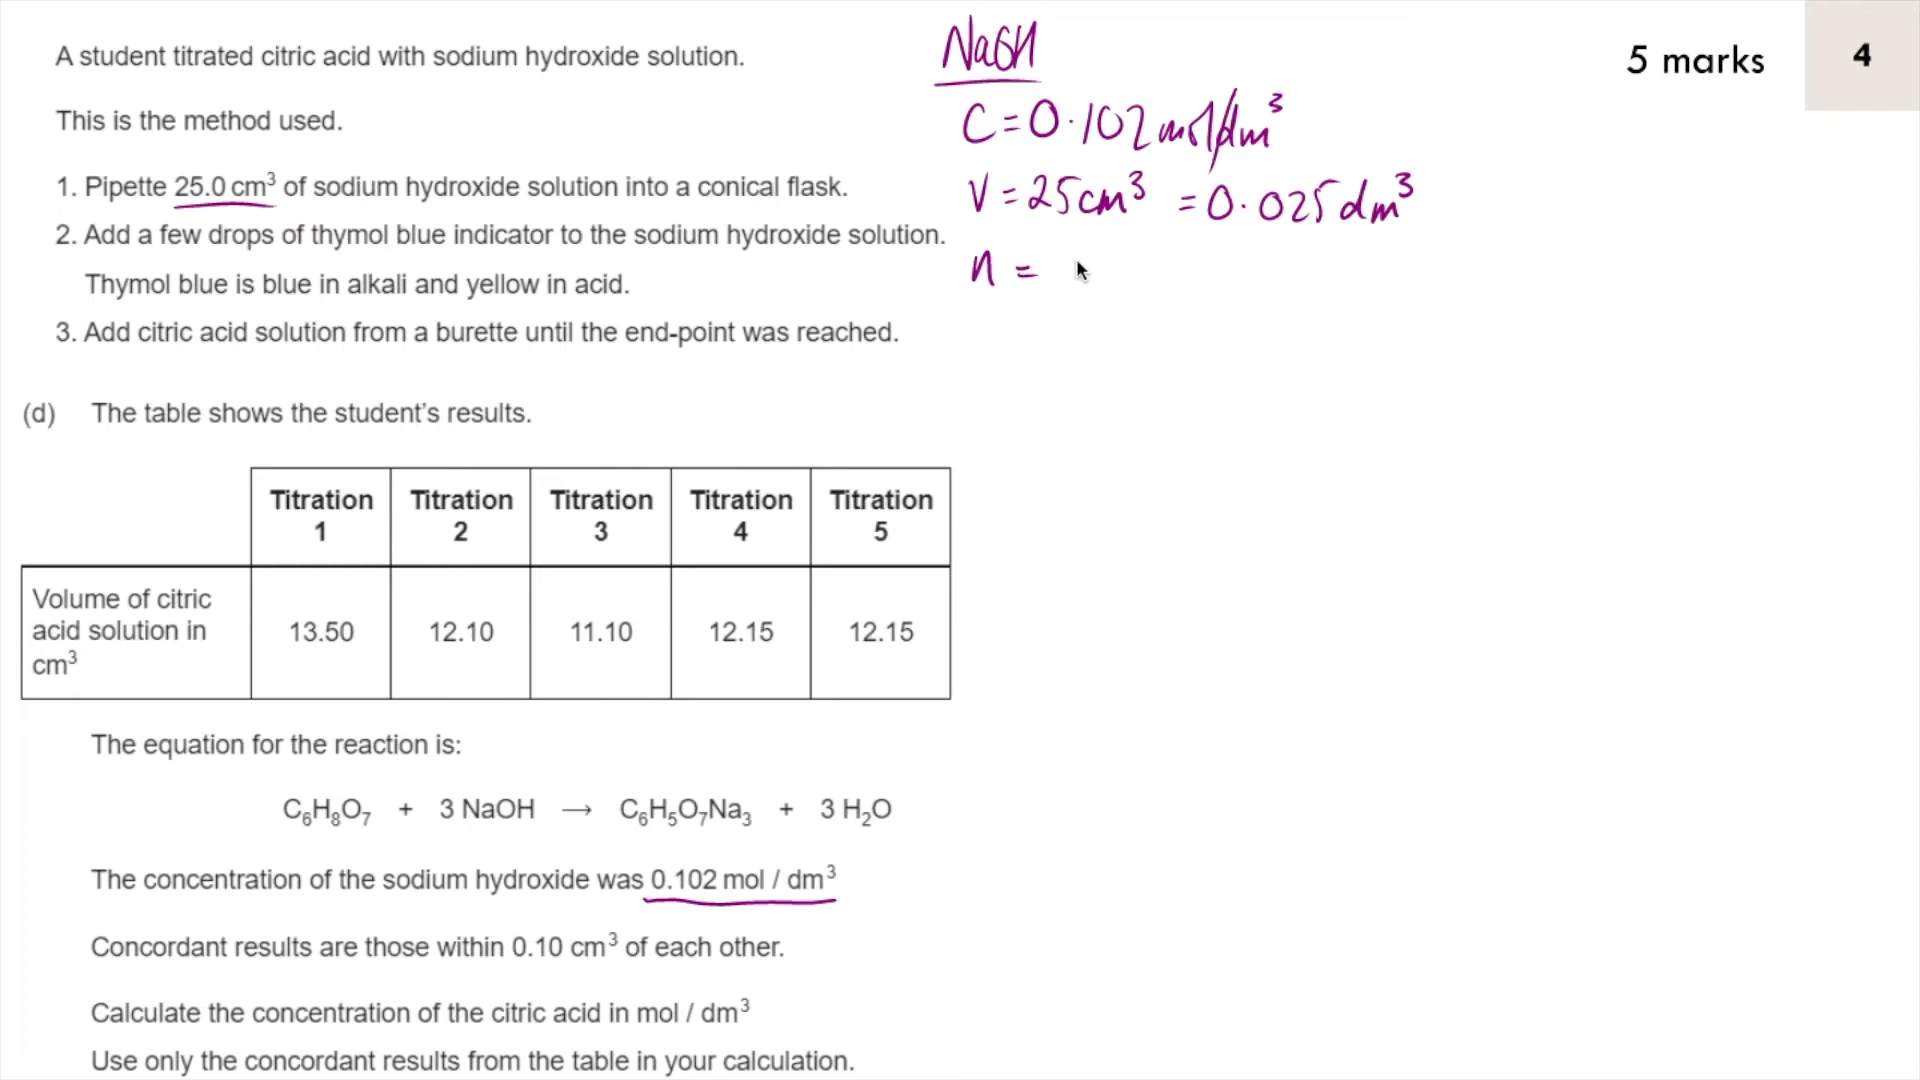 A student titrated citric acid with sodium hydroxide solution.
This is the method used.
1. Pipette 25.0 cm³ of sodium hydroxide solution into a conical flask.
2. Add a few drops of thymol blue indicator to the sodium hydroxide solution.
Thymol blue is blue in alkali and yellow in acid.
3. Add citric acid solution from a burette until the end-point was reached.
NaOH
C = 0.102 mol/dm³
V = 25cm³ = 0.025dm³
n =
5 marks
4
(d) The table shows the student's results.
Titration 1 Titration 2 Titration 3 Titration 4 Titration 5
Volume of citric acid solution in cm³ 13.50 12.10 11.10 12.15 12.15
The equation for the reaction is:
C₆H₈O₇ + 3 NaOH ⟶ C₆H₅O₇Na₃ + 3 H₂O
The concentration of the sodium hydroxide was 0.102 mol / dm³
Concordant results are those within 0.10 cm³ of each other.
Calculate the concentration of the citric acid in mol / dm³
Use only the concordant results from the table in your calculation.